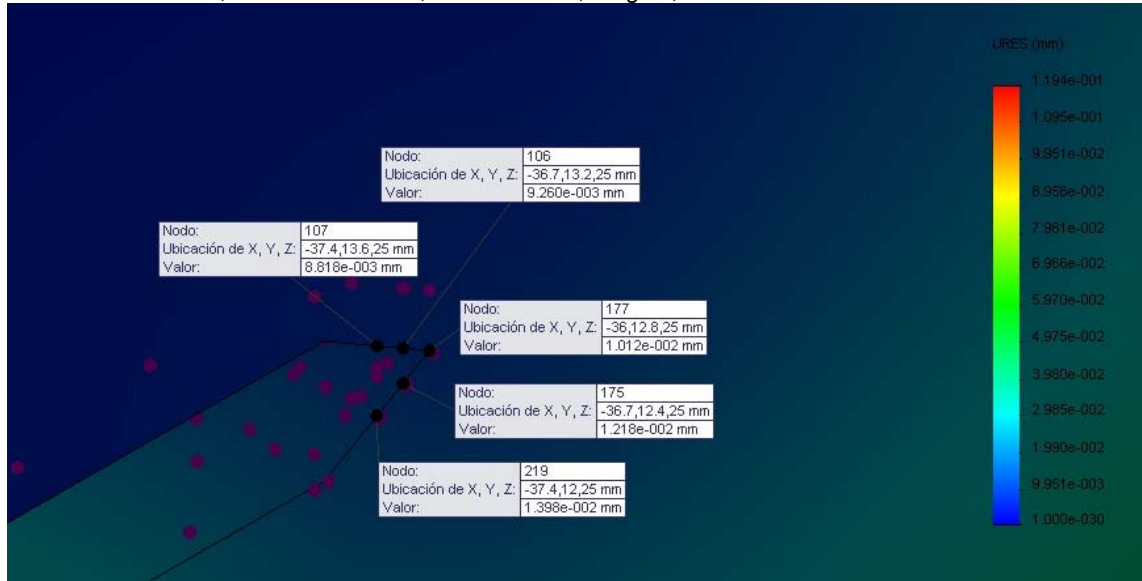 URES (mm)
1.194e-001
1.095e-001
9.951e-002
8.956e-002
7.961e-002
6.966e-002
5.970e-002
4.975e-002
3.980e-002
2.985e-002
1.990e-002
9.951e-003
1.000e-030
Nodo: 106
Ubicación de X, Y, Z: -36.7,13.2,25 mm
Valor: 9.260e-003 mm
Nodo: 107
Ubicación de X, Y, Z: -37.4,13.6,25 mm
Valor: 8.818e-003 mm
Nodo: 177
Ubicación de X, Y, Z: -36,12.8,25 mm
Valor: 1.012e-002 mm
Nodo: 175
Ubicación de X, Y, Z: -36.7,12.4,25 mm
Valor: 1.218e-002 mm
Nodo: 219
Ubicación de X, Y, Z: -37.4,12,25 mm
Valor: 1.398e-002 mm